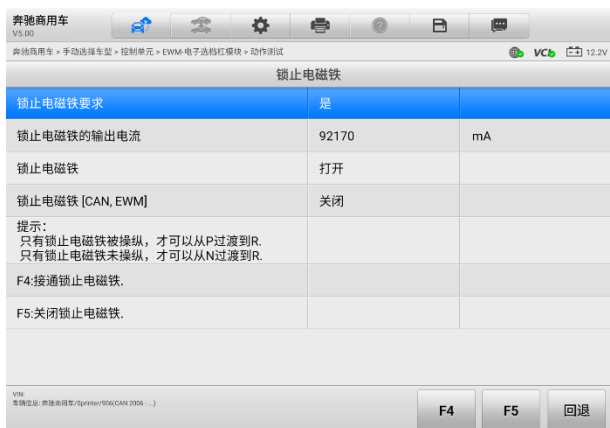 奔驰商用车
V5.00
奔驰商用车 > 手动选择车型 > 控制单元 > EWM-电子选档杠模块 > 动作测试
VCI 12.2V
锁止电磁铁
锁止电磁铁要求 是
锁止电磁铁的输出电流 92170 mA
锁止电磁铁 打开
锁止电磁铁 [CAN, EWM] 关闭
提示：
只有锁止电磁铁被操纵，才可以从P过渡到R.
只有锁止电磁铁未操纵，才可以从N过渡到R.
F4:接通锁止电磁铁.
F5:关闭锁止电磁铁.
VIN:
车辆信息: 奔驰商用车/Sprinter/906(CAN 2006--...)
F4 F5 回退